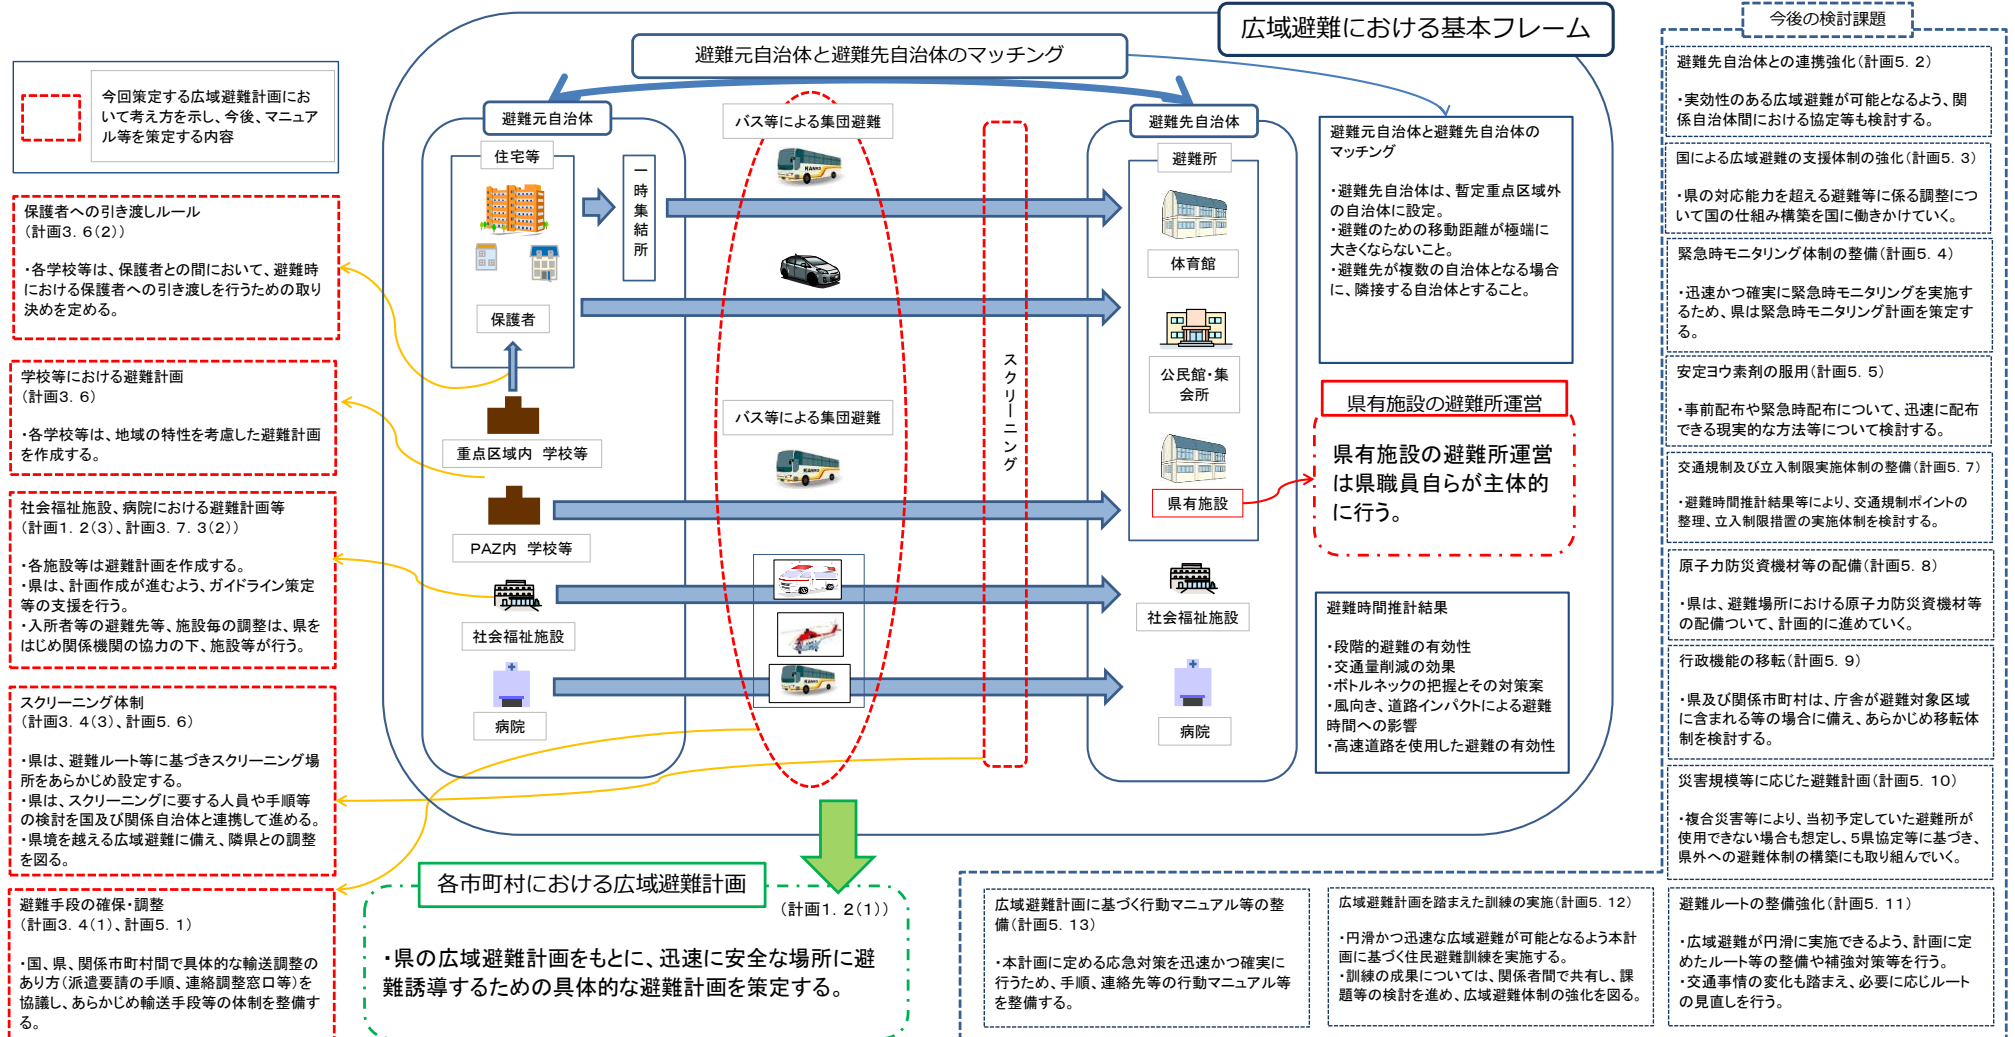 広域避難における基本フレーム
避難元自治体と避難先自治体のマッチング
今回策定する広域避難計画にお
いて考え方を示し、今後、マニュア
ル等を策定する内容
保護者への引き渡しルール
(計画3. 6(2))
・各学校等は、保護者との間において、避難時
における保護者への引き渡しを行うための取り
決めを定める。
学校等における避難計画
(計画3. 6)
・各学校等は、地域の特性を考慮した避難計画
を作成する。
社会福祉施設、病院における避難計画等
(計画1. 2(3)、計画3. 7. 3(2))
・各施設等は避難計画を作成する。
・県は、計画作成が進むよう、ガイドライン策定
等の支援を行う。
・入所者等の避難先等、施設毎の調整は、県を
はじめ関係機関の協力の下、施設等が行う。
スクリーニング体制
(計画3. 4(3)、計画5. 6)
・県は、避難ルート等に基づきスクリーニング場
所をあらかじめ設定する。
・県は、スクリーニングに要する人員や手順等
の検討を国及び関係自治体と連携して進める。
・県境を越える広域避難に備え、隣県との調整
を図る。
避難手段の確保・調整
(計画3. 4(1)、計画5. 1)
・国、県、関係市町村間で具体的な輸送調整の
あり方(派遣要請の手順、連絡調整窓口等)を
協議し、あらかじめ輸送手段等の体制を整備す
る。
避難元自治体
住宅等
一時集結所
保護者
重点区域内 学校等
PAZ内 学校等
社会福祉施設
病院
バス等による集団避難
バス等による集団避難
スクリーニング
避難先自治体
避難所
体育館
公民館・集
会所
県有施設
社会福祉施設
病院
避難元自治体と避難先自治体の
マッチング
・避難先自治体は、暫定重点区域外
の自治体に設定。
・避難のための移動距離が極端に
大きくならないこと。
・避難先が複数の自治体となる場合
に、隣接する自治体とすること。
県有施設の避難所運営
県有施設の避難所運営
は県職員自らが主体的
に行う。
避難時間推計結果
・段階的避難の有効性
・交通量削減の効果
・ボトルネックの把握とその対策案
・風向き、道路インパクトによる避難
時間への影響
・高速道路を使用した避難の有効性
各市町村における広域避難計画
(計画1. 2(1))
・県の広域避難計画をもとに、迅速に安全な場所に避
難誘導するための具体的な避難計画を策定する。
今後の検討課題
避難先自治体との連携強化(計画5. 2)
・実効性のある広域避難が可能となるよう、関
係自治体間における協定等も検討する。
国による広域避難の支援体制の強化(計画5. 3)
・県の対応能力を超える避難等に係る調整につ
いて国の仕組み構築を国に働きかけていく。
緊急時モニタリング体制の整備(計画5. 4)
・迅速かつ確実に緊急時モニタリングを実施す
るため、県は緊急時モニタリング計画を策定す
る。
安定ヨウ素剤の服用(計画5. 5)
・事前配布や緊急時配布について、迅速に配布
できる現実的な方法等について検討する。
交通規制及び立入制限実施体制の整備(計画5. 7)
・避難時間推計結果等により、交通規制ポイントの
整理、立入制限措置の実施体制を検討する。
原子力防災資機材等の配備(計画5. 8)
・県は、避難場所における原子力防災資機材等
の配備ついて、計画的に進めていく。
行政機能の移転(計画5. 9)
・県及び関係市町村は、庁舎が避難対象区域
に含まれる等の場合に備え、あらかじめ移転体
制を検討する。
災害規模等に応じた避難計画(計画5. 10)
・複合災害等により、当初予定していた避難所が
使用できない場合も想定し、5県協定等に基づき、
県外への避難体制の構築にも取り組んでいく。
避難ルートの整備強化(計画5. 11)
・広域避難が円滑に実施できるよう、計画に定
めたルート等の整備や補強対策等を行う。
・交通事情の変化も踏まえ、必要に応じルート
の見直しを行う。
広域避難計画を踏まえた訓練の実施(計画5. 12)
・円滑かつ迅速な広域避難が可能となるよう本計
画に基づく住民避難訓練を実施する。
・訓練の成果については、関係者間で共有し、課
題等の検討を進め、広域避難体制の強化を図る。
広域避難計画に基づく行動マニュアル等の整
備(計画5. 13)
・本計画に定める応急対策を迅速かつ確実に
行うため、手順、連絡先等の行動マニュアル等
を整備する。